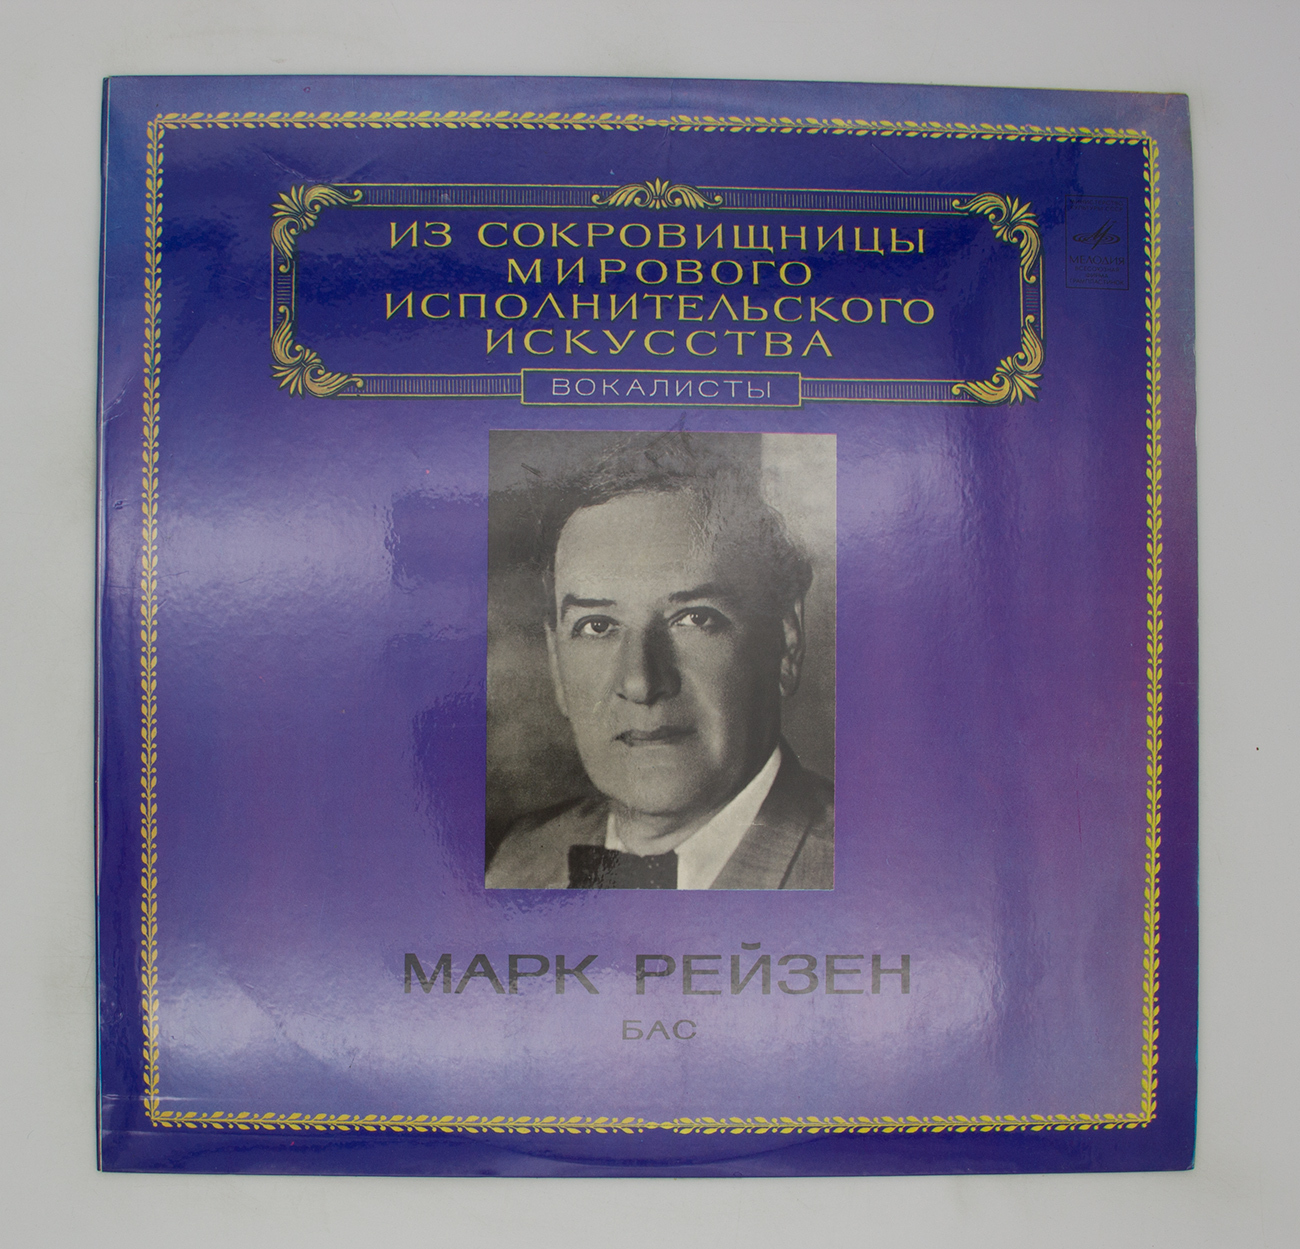 ИЗ СОКРОВИЩНИЦЫ
МИРОВОГО
ИСПОЛНИТЕЛЬСКОГО
ИСКУССТВА
ВОКАЛИСТЫ
МЕЛОДИЯ
МАРК РЕЙЗЕН
БАС